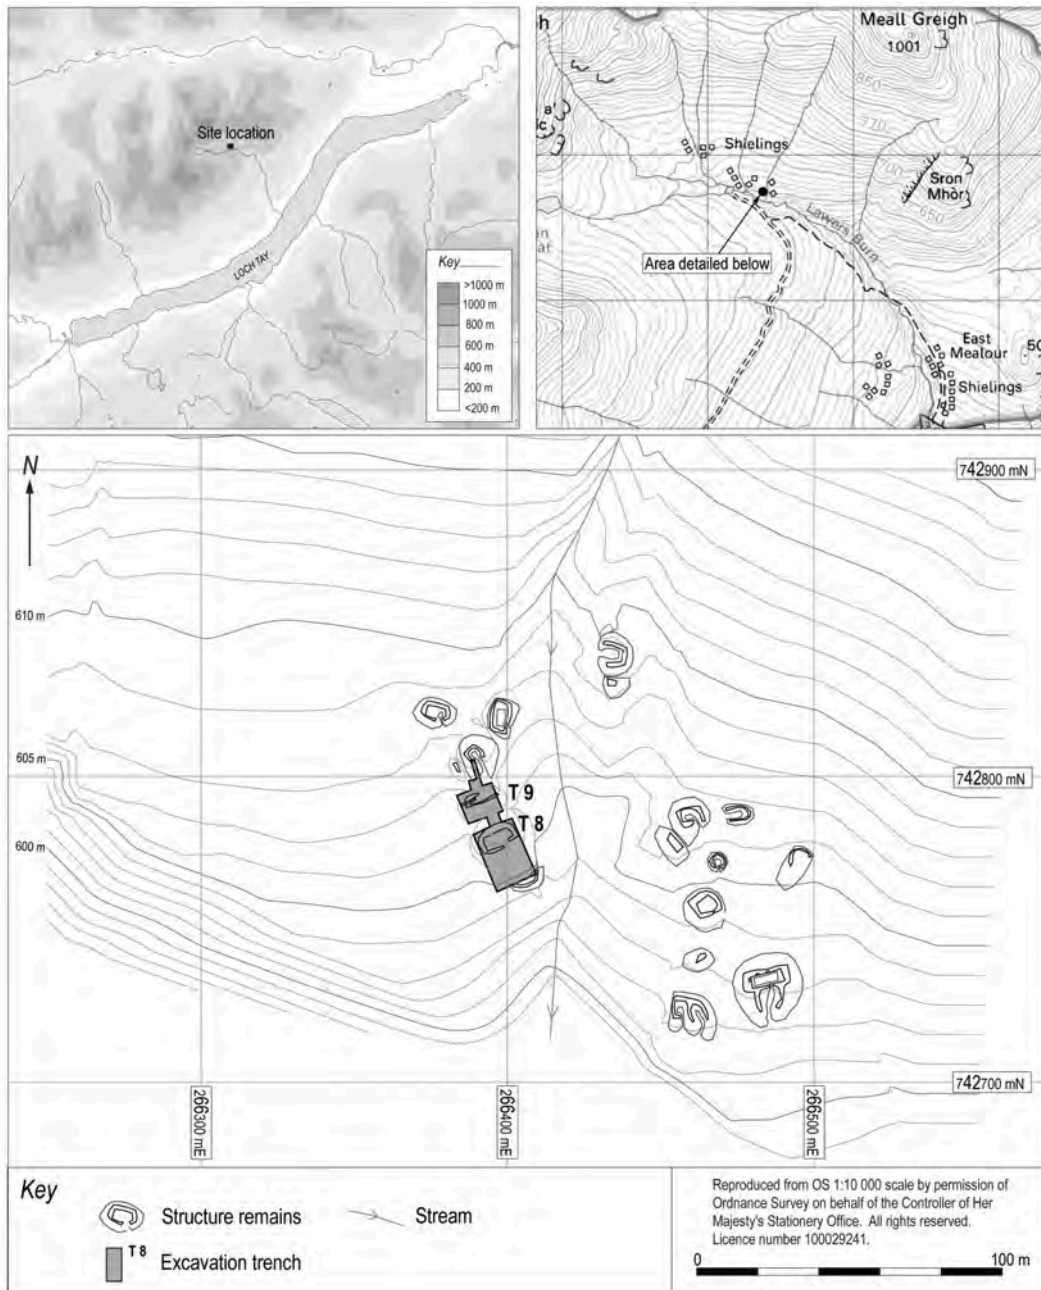 Site location
LOCH TAY
Key
>1000 m
1000 m
800 m
600 m
400 m
200 m
<200 m
Meall Greigh
1001
850
Shielings
Sron
Mhòr
650
Lawers Burn
Area detailed below
East
Mealour
Shielings
N
742900 mN
610 m
605 m
742800 mN
T 9
T 8
600 m
742700 mN
266300 mE
266400 mE
266500 mE
Key
Structure remains
Stream
T 8
Excavation trench
Reproduced from OS 1:10 000 scale by permission of
Ordnance Survey on behalf of the Controller of Her
Majesty's Stationery Office. All rights reserved.
Licence number 100029241.
0
100 m